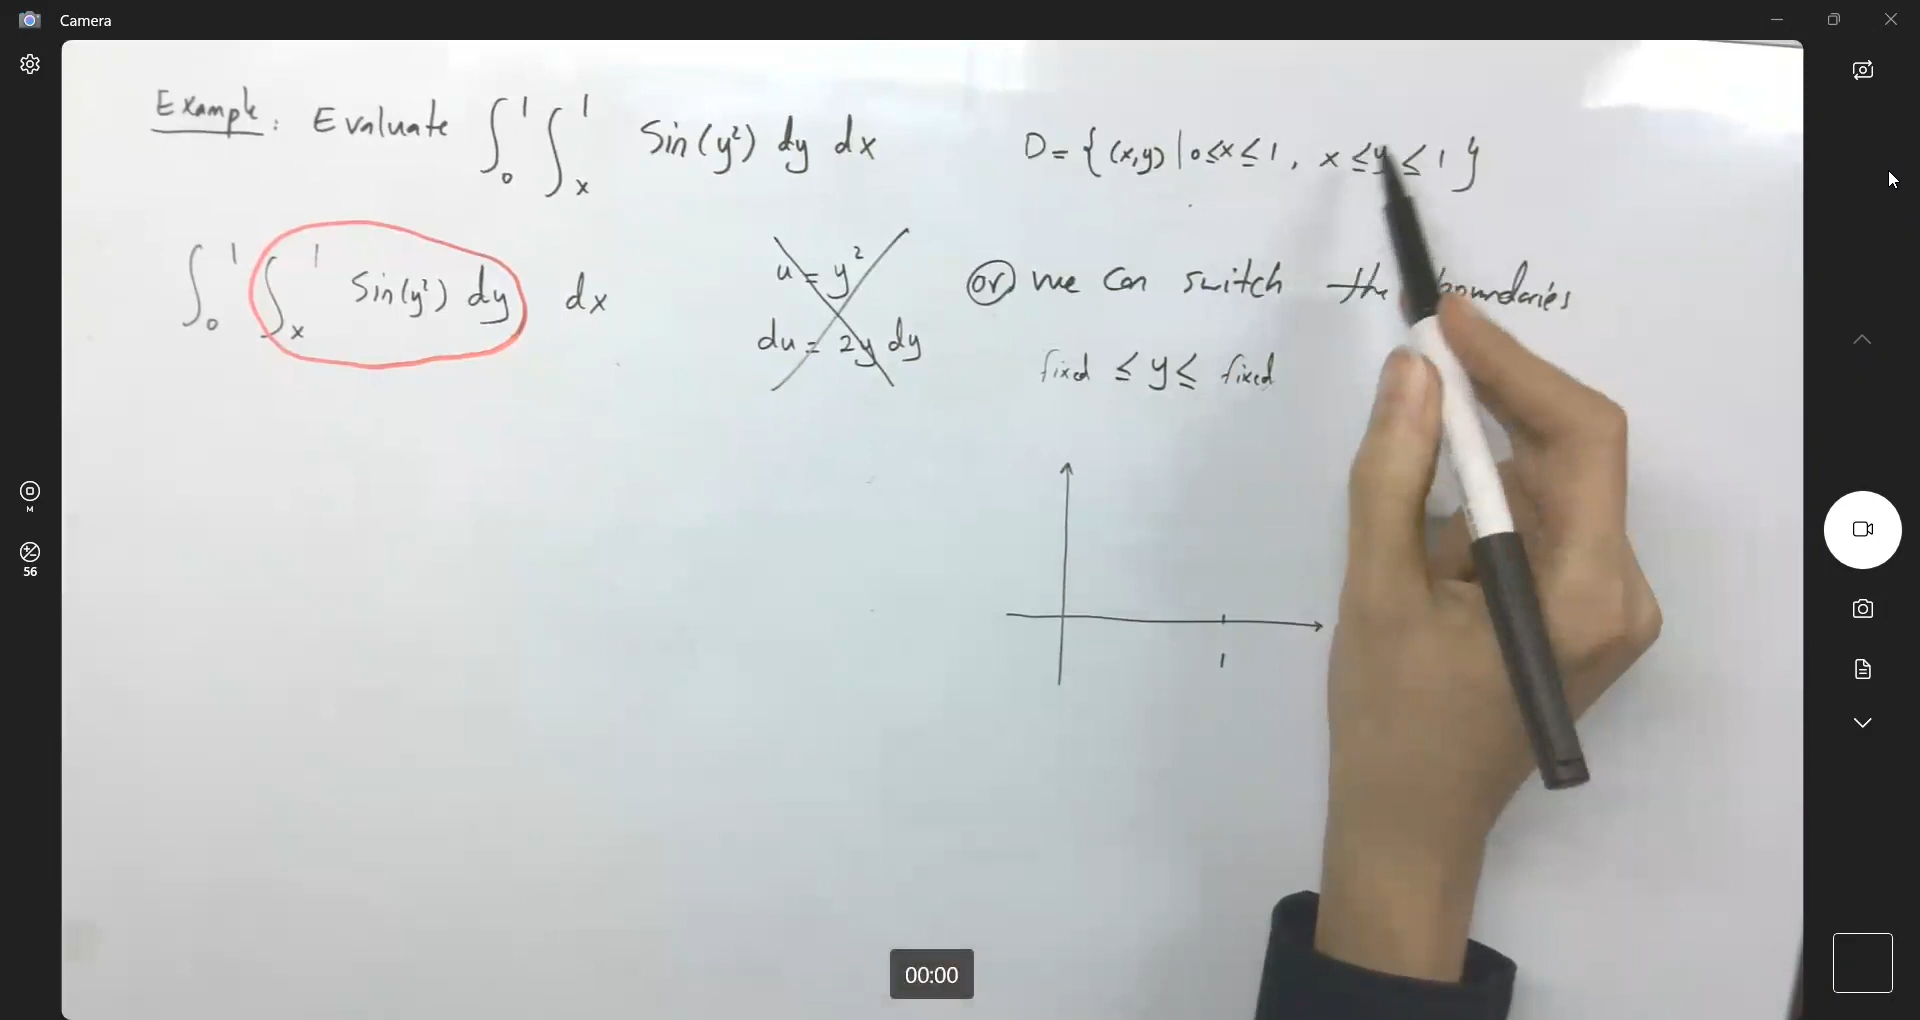 Camera
Example: Evaluate ∫₀¹ ∫ₓ¹ Sin(y²) dy dx
D = { (x,y) | 0 ≤ x ≤ 1, x ≤ y ≤ 1 }
∫₀¹ ∫ₓ¹ Sin(y²) dy dx
u = y²
du = 2y dy
or we can switch the boundaries
fixed ≤ y ≤ fixed
1
M
56
00:00